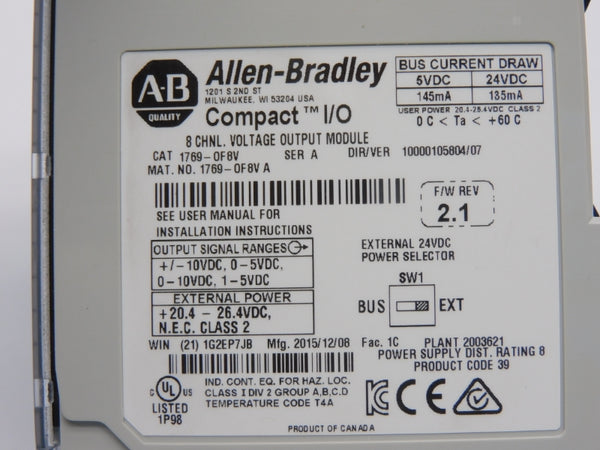 A-B
QUALITY
Allen-Bradley
1201 S 2ND ST
MILWAUKEE, WI 53204 USA
Compact™ I/O
BUS CURRENT DRAW
5VDC 24VDC
145mA 135mA
USER POWER 20.4-26.4VDC CLASS 2
0 C < Ta < +60 C
8 CHNL. VOLTAGE OUTPUT MODULE
CAT 1769-OF8V SER A DIR/VER 10000105804/07
MAT. NO. 1769-OF8V A
F/W REV
2.1
SEE USER MANUAL FOR
INSTALLATION INSTRUCTIONS
OUTPUT SIGNAL RANGES
+/-10VDC, 0-5VDC,
0-10VDC, 1-5VDC
EXTERNAL 24VDC
POWER SELECTOR
SW1
BUS EXT
EXTERNAL POWER
+20.4 - 26.4VDC,
N.E.C. CLASS 2
WIN (21) 1G2EP7JB Mfg. 2015/12/08 Fac. 1C PLANT 2003621
POWER SUPPLY DIST. RATING 8
PRODUCT CODE 39
C UL US
LISTED
1P98
IND. CONT. EQ. FOR HAZ. LOC.
CLASS I DIV 2 GROUP A,B,C,D
TEMPERATURE CODE T4A
CE
PRODUCT OF CANADA